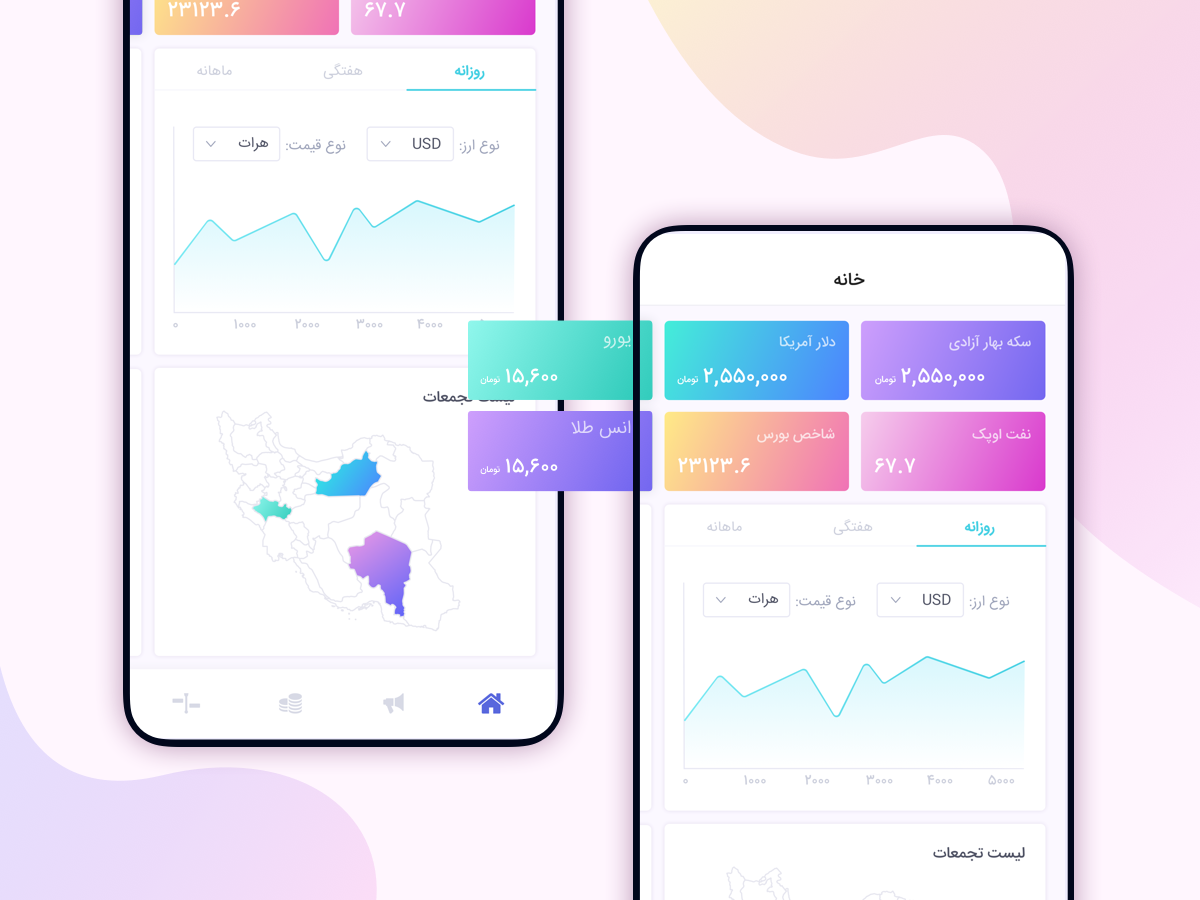 ۲۳۱۲۳.۶
۶۷.۷
روزانه
هفتگی
ماهانه
نوع ارز:
USD
نوع قیمت:
هرات
۰
۱۰۰۰
۲۰۰۰
۳۰۰۰
۴۰۰۰
لیست تجمعات
یورو
۱۵,۶۰۰ تومان
انس طلا
۱۵,۶۰۰ تومان
خانه
سکه بهار آزادی
۲,۵۵۰,۰۰۰ تومان
دلار آمریکا
۲,۵۵۰,۰۰۰ تومان
نفت اوپک
۶۷.۷
شاخص بورس
۲۳۱۲۳.۶
روزانه
هفتگی
ماهانه
نوع ارز:
USD
نوع قیمت:
هرات
۰
۱۰۰۰
۲۰۰۰
۳۰۰۰
۴۰۰۰
۵۰۰۰
لیست تجمعات